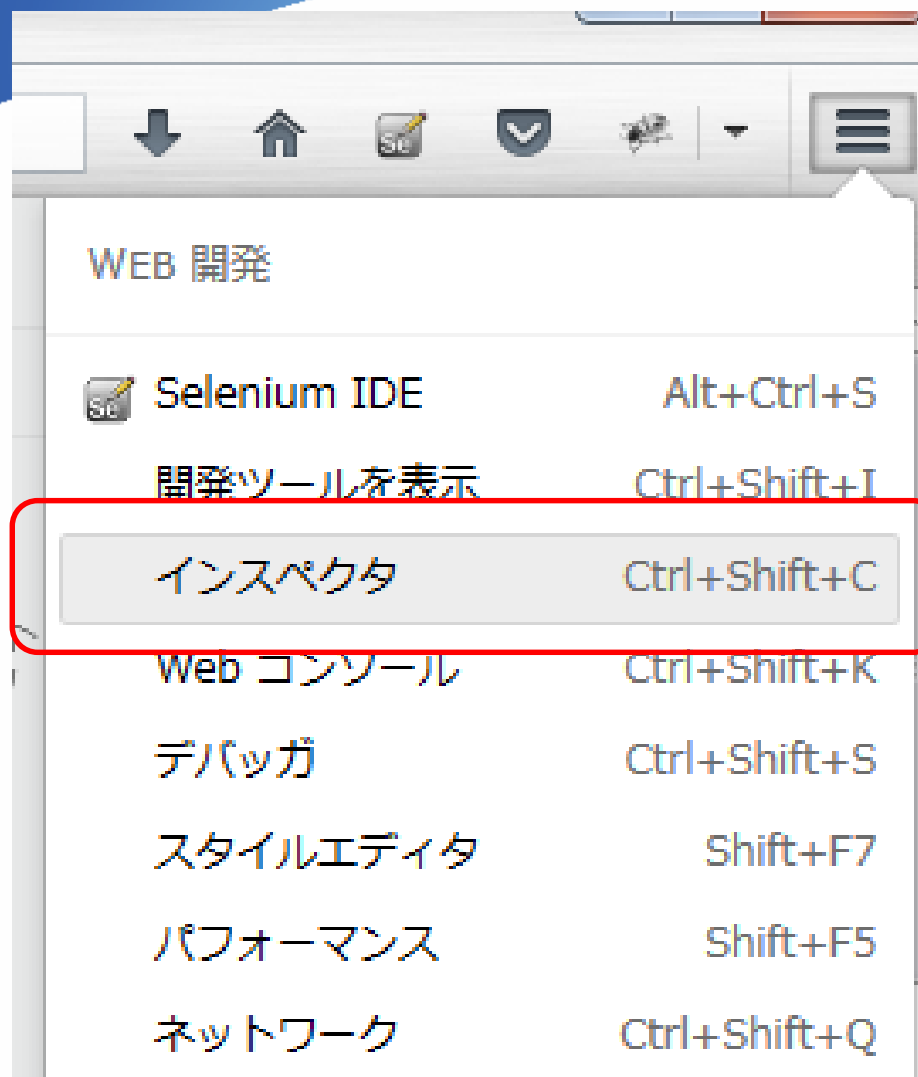 WEB 開発
Selenium IDE Alt+Ctrl+S
開発ツールを表示 Ctrl+Shift+I
インスペクタ Ctrl+Shift+C
Web コンソール Ctrl+Shift+K
デバッガ Ctrl+Shift+S
スタイルエディタ Shift+F7
パフォーマンス Shift+F5
ネットワーク Ctrl+Shift+Q